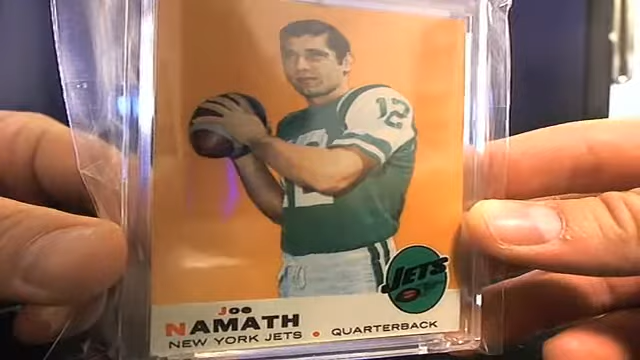 12
12
JETS
Joe
NAMATH
NEW YORK JETS • QUARTERBACK